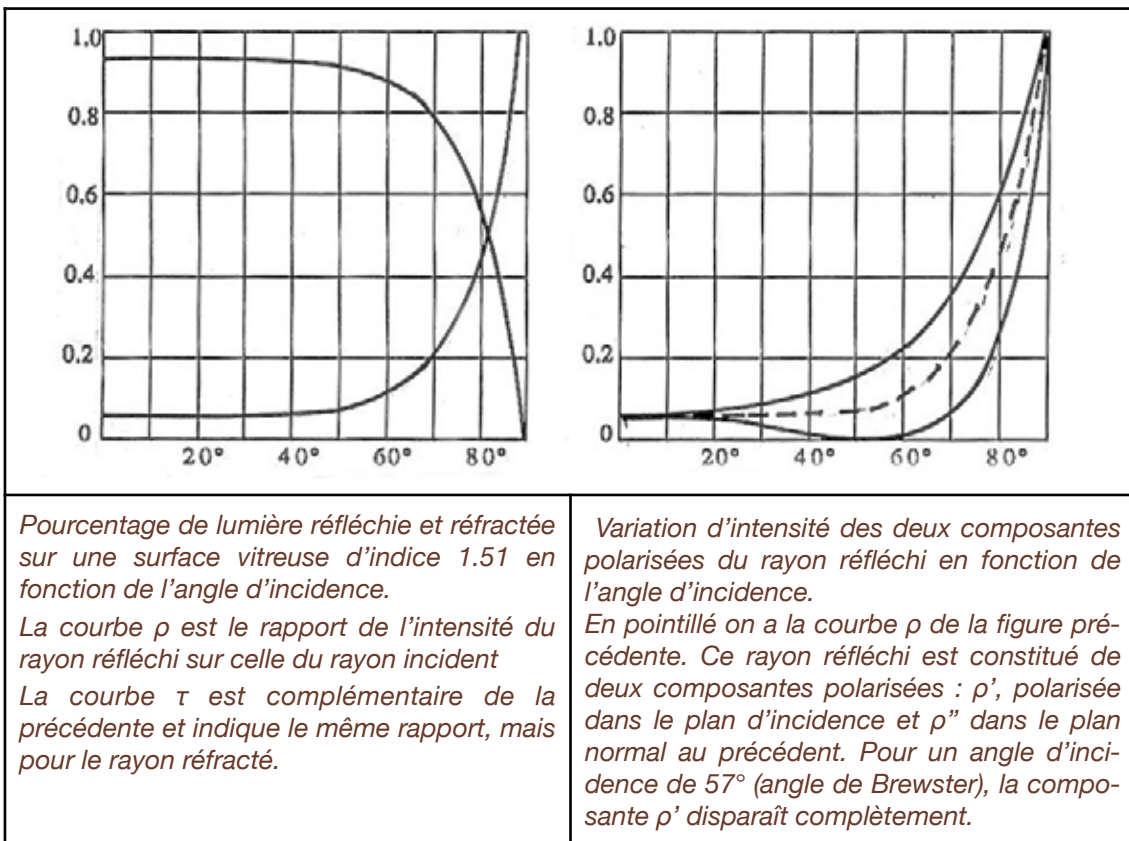 1.0
0.8
0.6
0.4
0.2
0
20° 40° 60° 80°
1.0
0.8
0.6
0.4
0.2
0
20° 40° 60° 80°
Pourcentage de lumière réfléchie et réfractée
sur une surface vitreuse d'indice 1.51 en
fonction de l'angle d'incidence.
La courbe ρ est le rapport de l'intensité du
rayon réfléchi sur celle du rayon incident
La courbe τ est complémentaire de la
précédente et indique le même rapport, mais
pour le rayon réfracté.
Variation d'intensité des deux composantes
polarisées du rayon réfléchi en fonction de
l'angle d'incidence.
En pointillé on a la courbe ρ de la figure pré-
cédente. Ce rayon réfléchi est constitué de
deux composantes polarisées : ρ', polarisée
dans le plan d'incidence et ρ" dans le plan
normal au précédent. Pour un angle d'inci-
dence de 57° (angle de Brewster), la compo-
sante ρ' disparaît complètement.